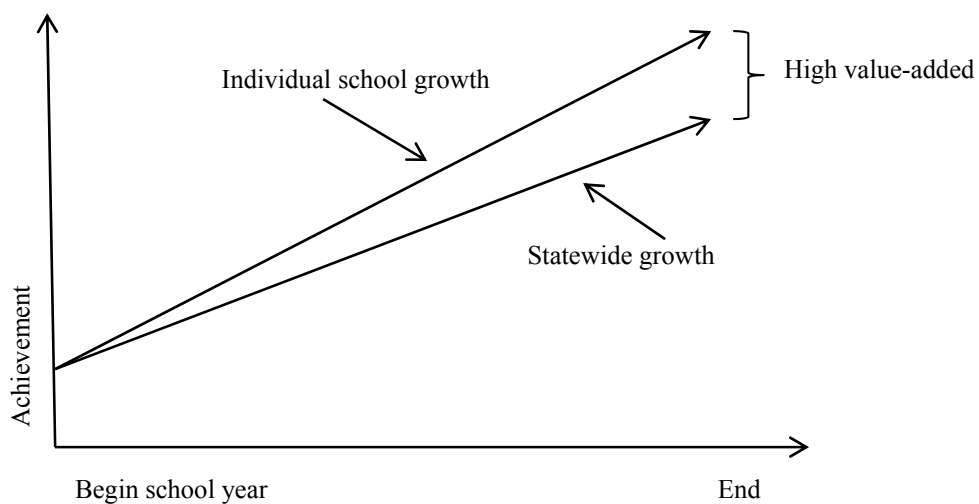 High value-added
Individual school growth
Statewide growth
Achievement
Begin school year
End